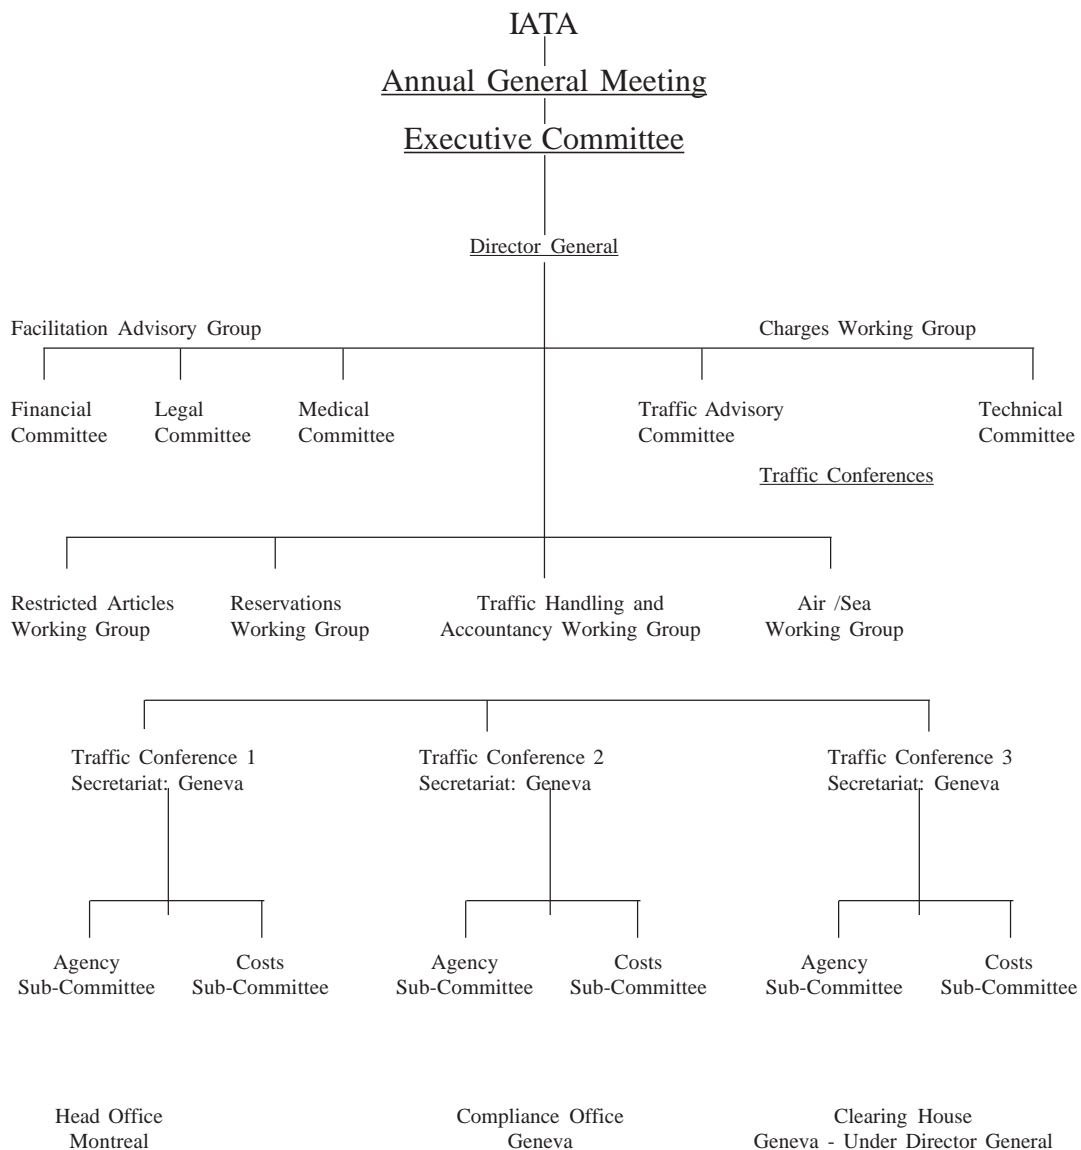 IATA
Annual General Meeting
Executive Committee
Director General
Facilitation Advisory Group
Charges Working Group
Financial
Committee
Legal
Committee
Medical
Committee
Traffic Advisory
Committee
Technical
Committee
Traffic Conferences
Restricted Articles
Working Group
Reservations
Working Group
Traffic Handling and
Accountancy Working Group
Air /Sea
Working Group
Traffic Conference 1
Secretariat: Geneva
Traffic Conference 2
Secretariat: Geneva
Traffic Conference 3
Secretariat: Geneva
Agency
Sub-Committee
Costs
Sub-Committee
Agency
Sub-Committee
Costs
Sub-Committee
Agency
Sub-Committee
Costs
Sub-Committee
Head Office
Montreal
Compliance Office
Geneva
Clearing House
Geneva - Under Director General